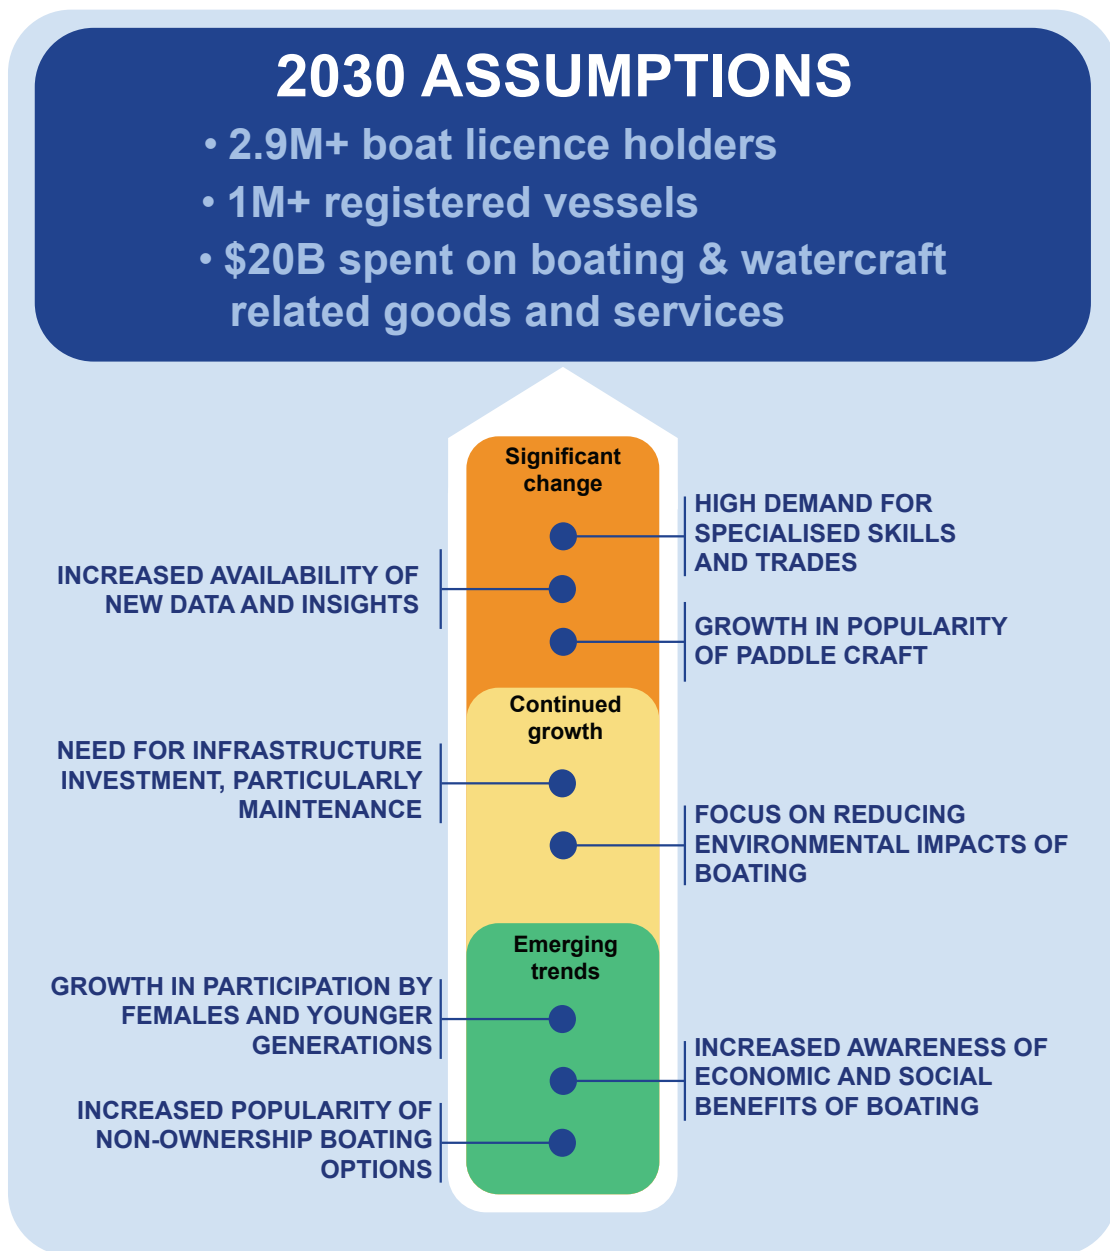 2030 ASSUMPTIONS
• 2.9M+ boat licence holders
• 1M+ registered vessels
• $20B spent on boating & watercraft
related goods and services
Significant
change
HIGH DEMAND FOR
SPECIALISED SKILLS
AND TRADES
INCREASED AVAILABILITY OF
NEW DATA AND INSIGHTS
GROWTH IN POPULARITY
OF PADDLE CRAFT
Continued
growth
NEED FOR INFRASTRUCTURE
INVESTMENT, PARTICULARLY
MAINTENANCE
FOCUS ON REDUCING
ENVIRONMENTAL IMPACTS OF
BOATING
Emerging
trends
GROWTH IN PARTICIPATION BY
FEMALES AND YOUNGER
GENERATIONS
INCREASED AWARENESS OF
ECONOMIC AND SOCIAL
BENEFITS OF BOATING
INCREASED POPULARITY OF
NON-OWNERSHIP BOATING
OPTIONS